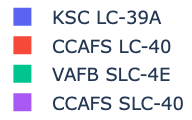 KSC LC-39A
CCAFS LC-40
VAFB SLC-4E
CCAFS SLC-40